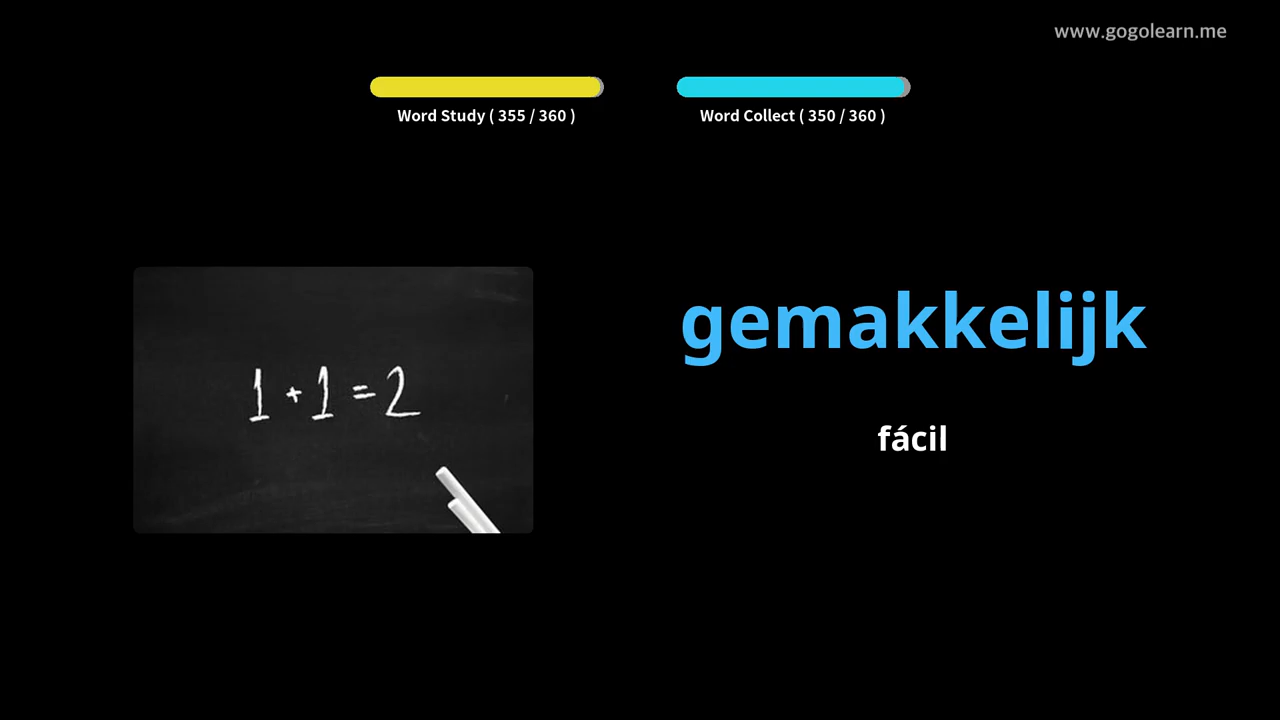 www.gogolearn.me
Word Study ( 355 / 360 )
Word Collect ( 350 / 360 )
1 + 1 = 2
gemakkelijk
fácil